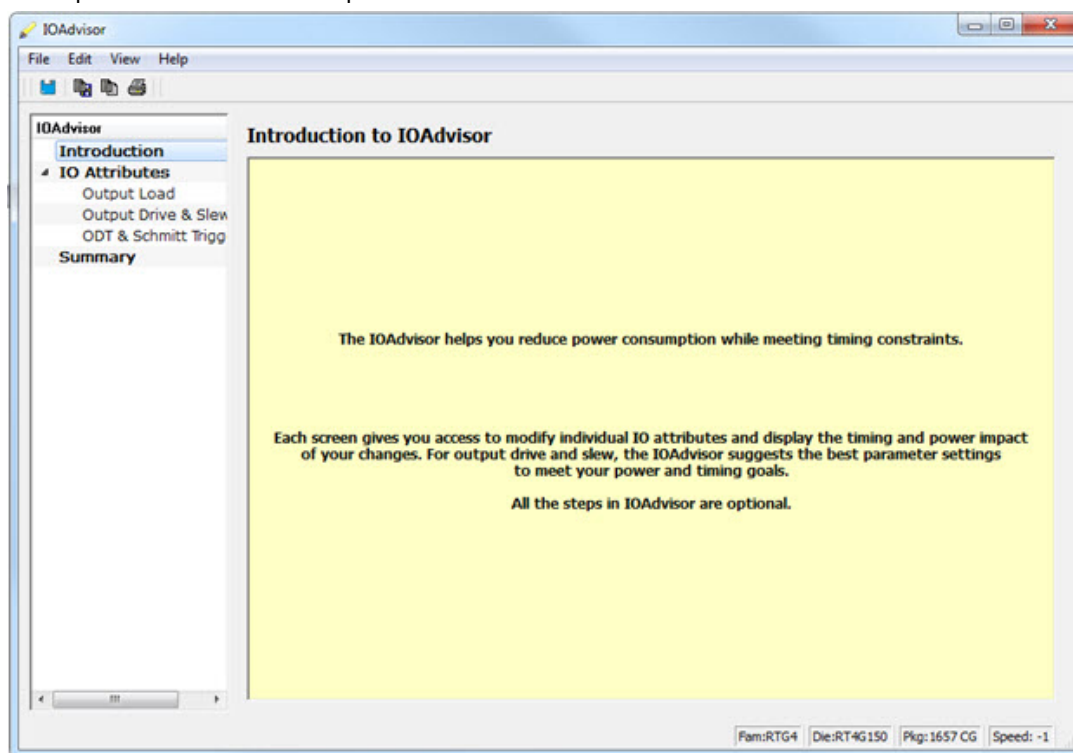 IOAdvisor
File Edit View Help
IOAdvisor
Introduction
IO Attributes
Output Load
Output Drive & Slew
ODT & Schmitt Trigg
Summary
Introduction to IOAdvisor
The IOAdvisor helps you reduce power consumption while meeting timing constraints.
Each screen gives you access to modify individual IO attributes and display the timing and power impact
of your changes. For output drive and slew, the IOAdvisor suggests the best parameter settings
to meet your power and timing goals.
All the steps in IOAdvisor are optional.
Fam:RTG4 Die:RT4G150 Pkg:1657 CG Speed: -1